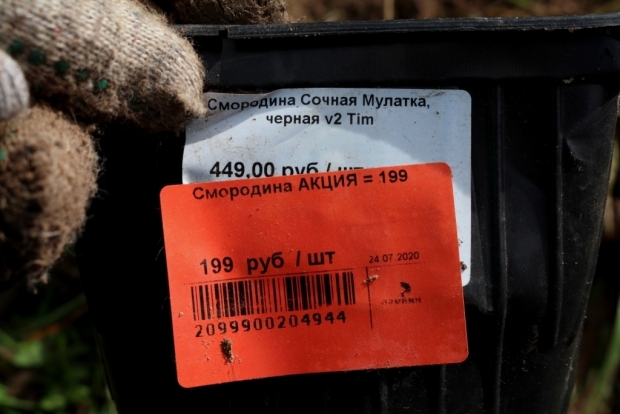 Смородина Сочная Мулатка,
черная v2 Tim
449,00 руб / шт
Смородина АКЦИЯ = 199
199 руб / шт
24.07.2020
2099900204944